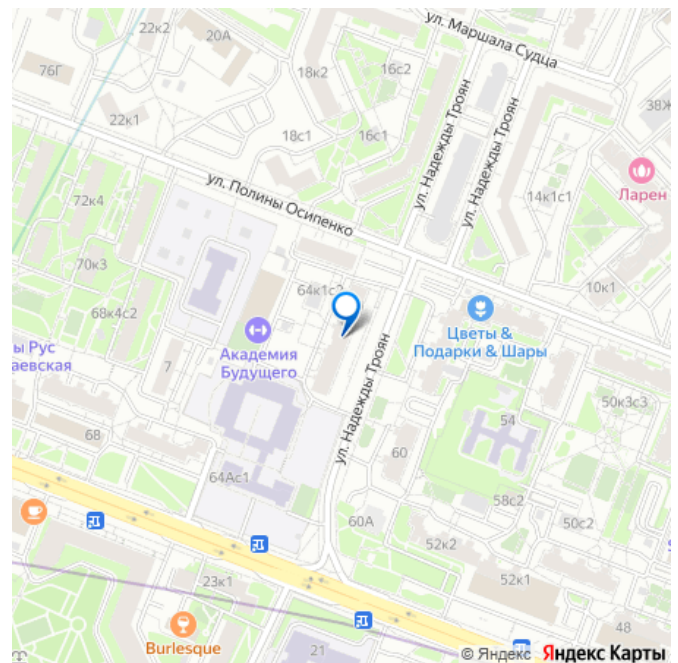 22к2
20А
ул. Маршала Судца
76Г
18к2
16с2
38Ж
22к1
18с1
16с1
ул. Надежды Троян
ул. Надежды Троян
Ларен
14к1с1
ул. Полины Осипенко
72к4
70к3
64к1с2
10к1
68к4с2
Цветы &
Подарки & Шары
ы Рус
аевская
7
Академия
Будущего
ул. Надежды Троян
50к3с3
54
68
60
64Ас1
58с2
60А
50с2
52к2
23к1
52к1
48
Burlesque
21
© Яндекс Яндекс Карты